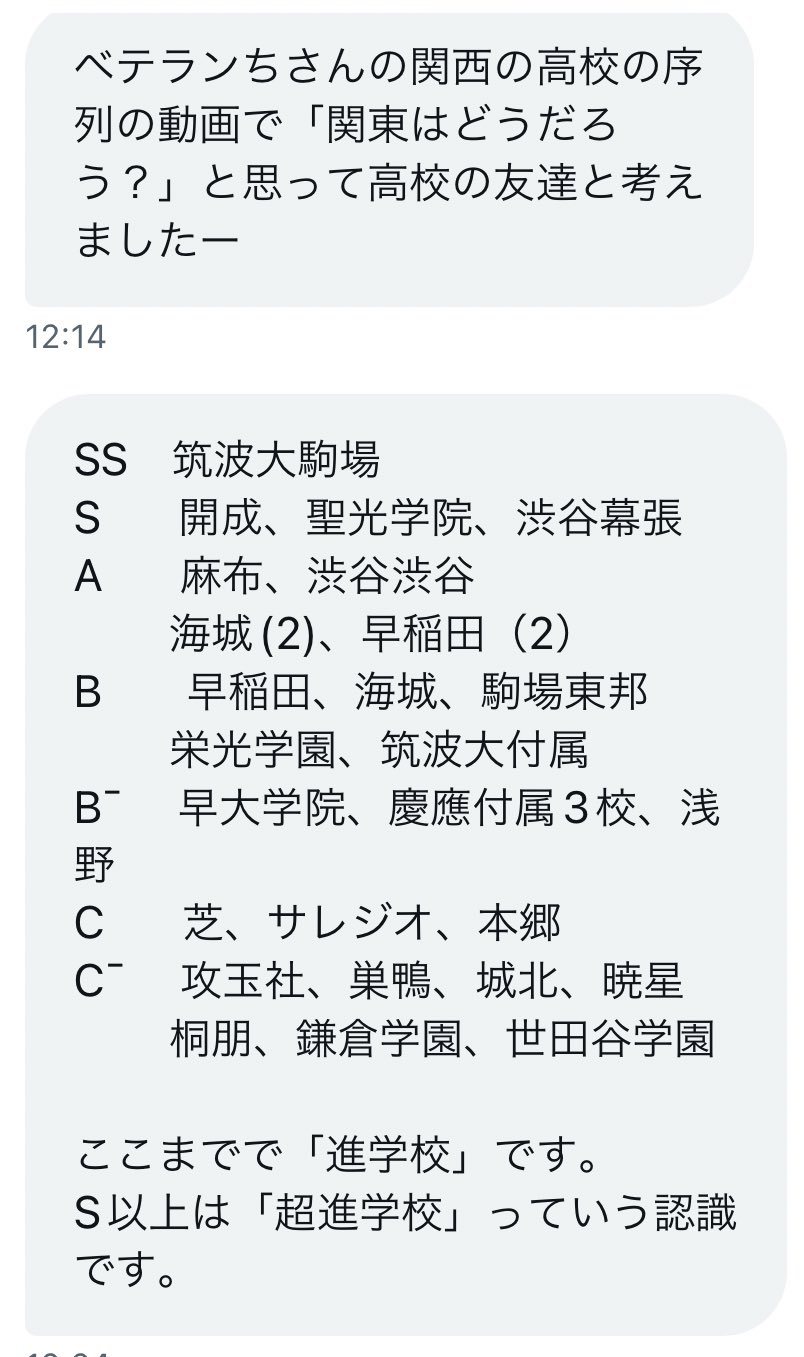 ベテランちさんの関西の高校の序
列の動画で「関東はどうだろ
う？」と思って高校の友達と考え
ましたー
12:14
SS 筑波大駒場
S 開成、聖光学院、渋谷幕張
A 麻布、渋谷渋谷
海城(2)、早稲田（2）
B 早稲田、海城、駒場東邦
栄光学園、筑波大付属
B⁻ 早大学院、慶應付属3校、浅
野
C 芝、サレジオ、本郷
C⁻ 攻玉社、巣鴨、城北、暁星
桐朋、鎌倉学園、世田谷学園
ここまでで「進学校」です。
S以上は「超進学校」っていう認識
です。